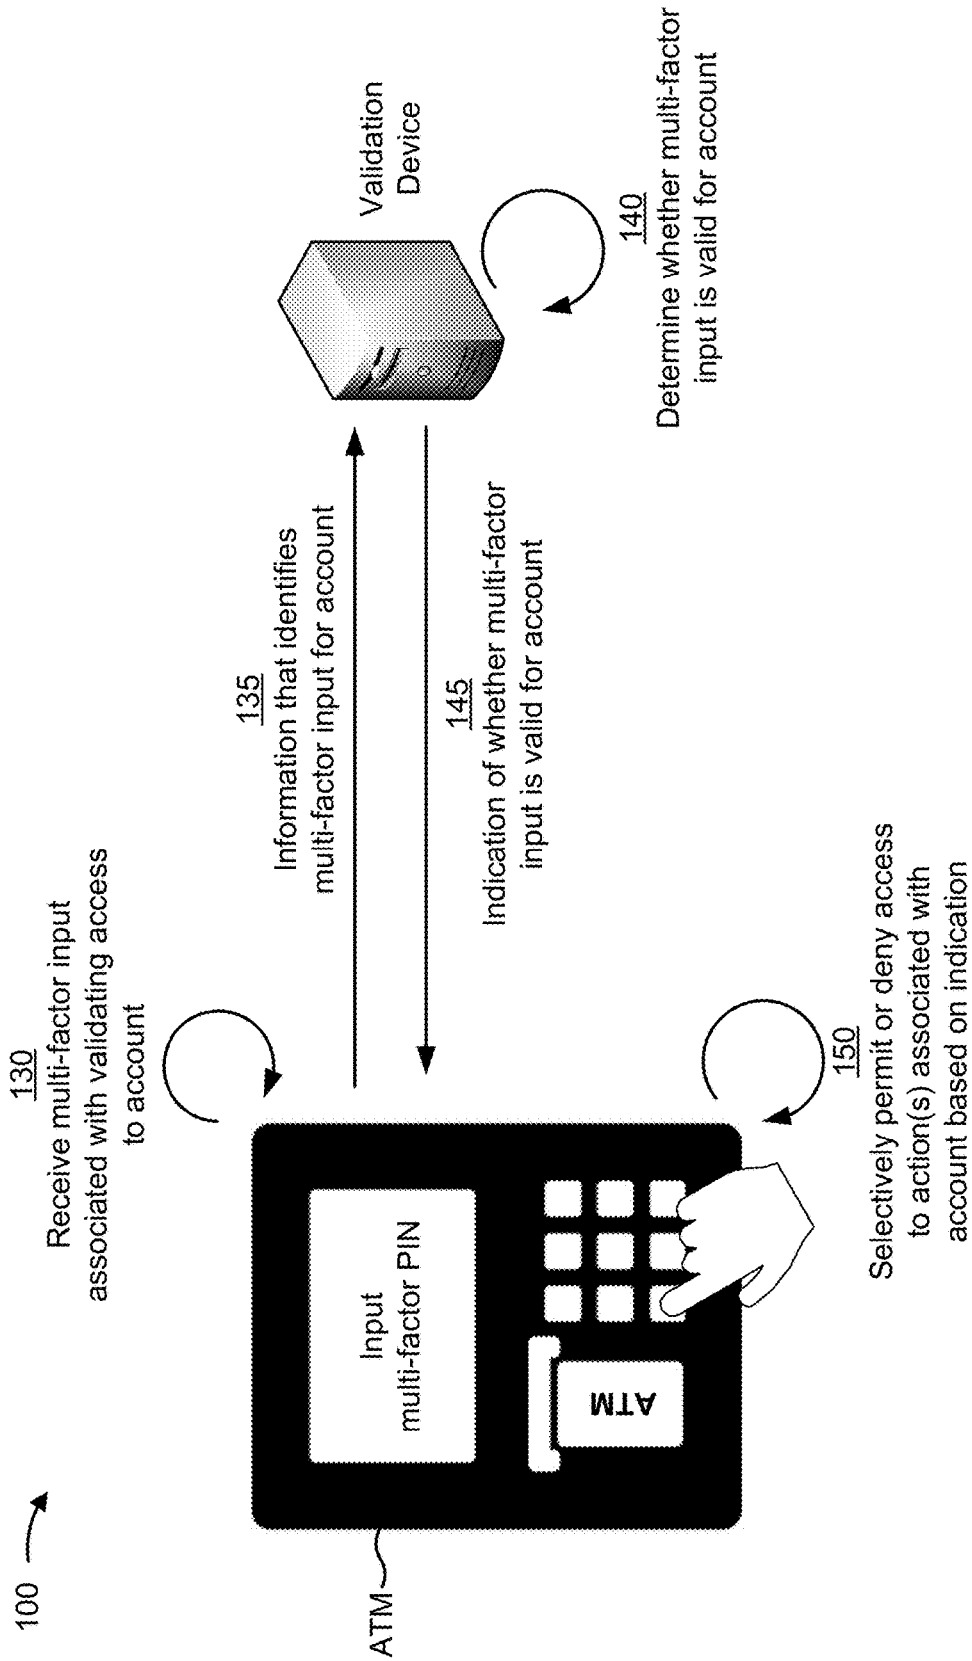 100
130
Receive multi-factor input
associated with validating access
to account
135
Information that identifies
multi-factor input for account
Validation
Device
ATM
Input
multi-factor PIN
ATM
145
Indication of whether multi-factor
input is valid for account
140
Determine whether multi-factor
input is valid for account
150
Selectively permit or deny access
to action(s) associated with
account based on indication